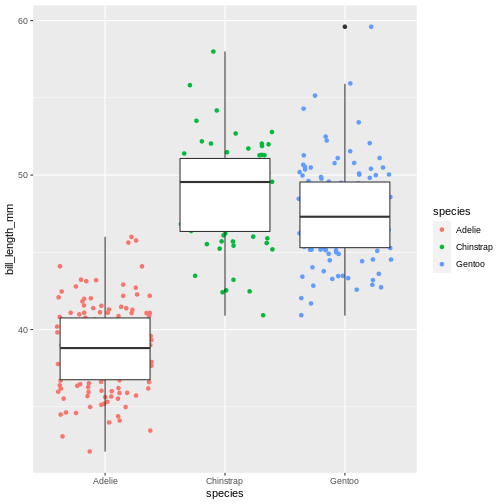 60
50
40
bill_length_mm
Adelie
Chinstrap
Gentoo
species
species
Adelie
Chinstrap
Gentoo